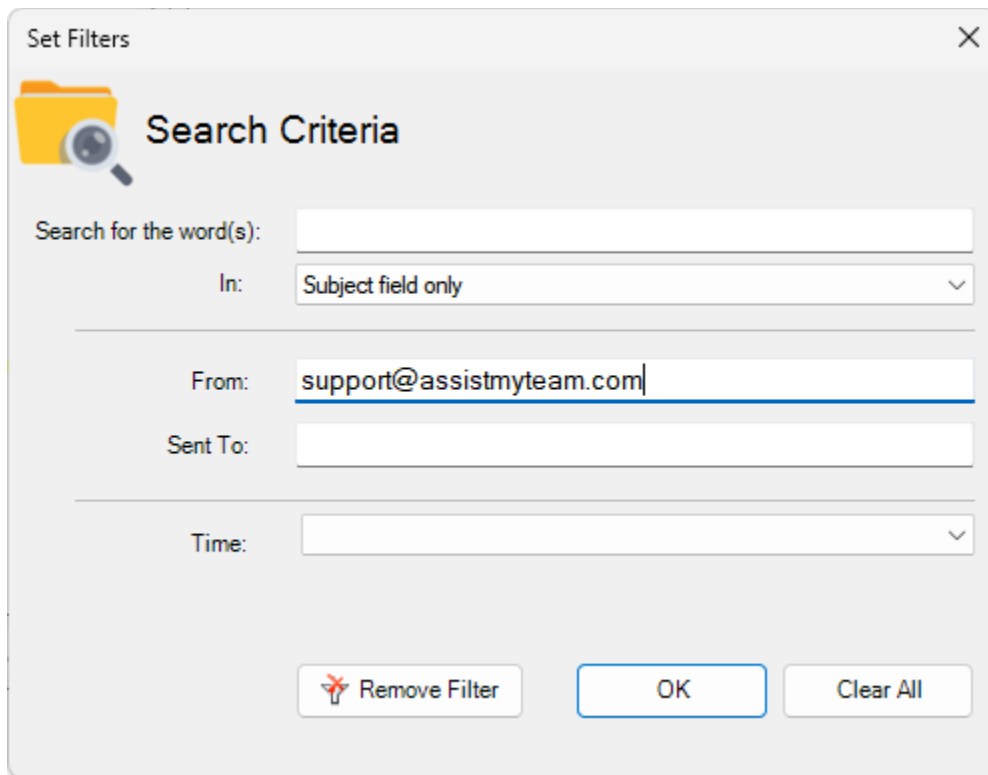 Set Filters
Search Criteria
Search for the word(s):
In: Subject field only
From: support@assistmyteam.com
Sent To:
Time:
Remove Filter OK Clear All